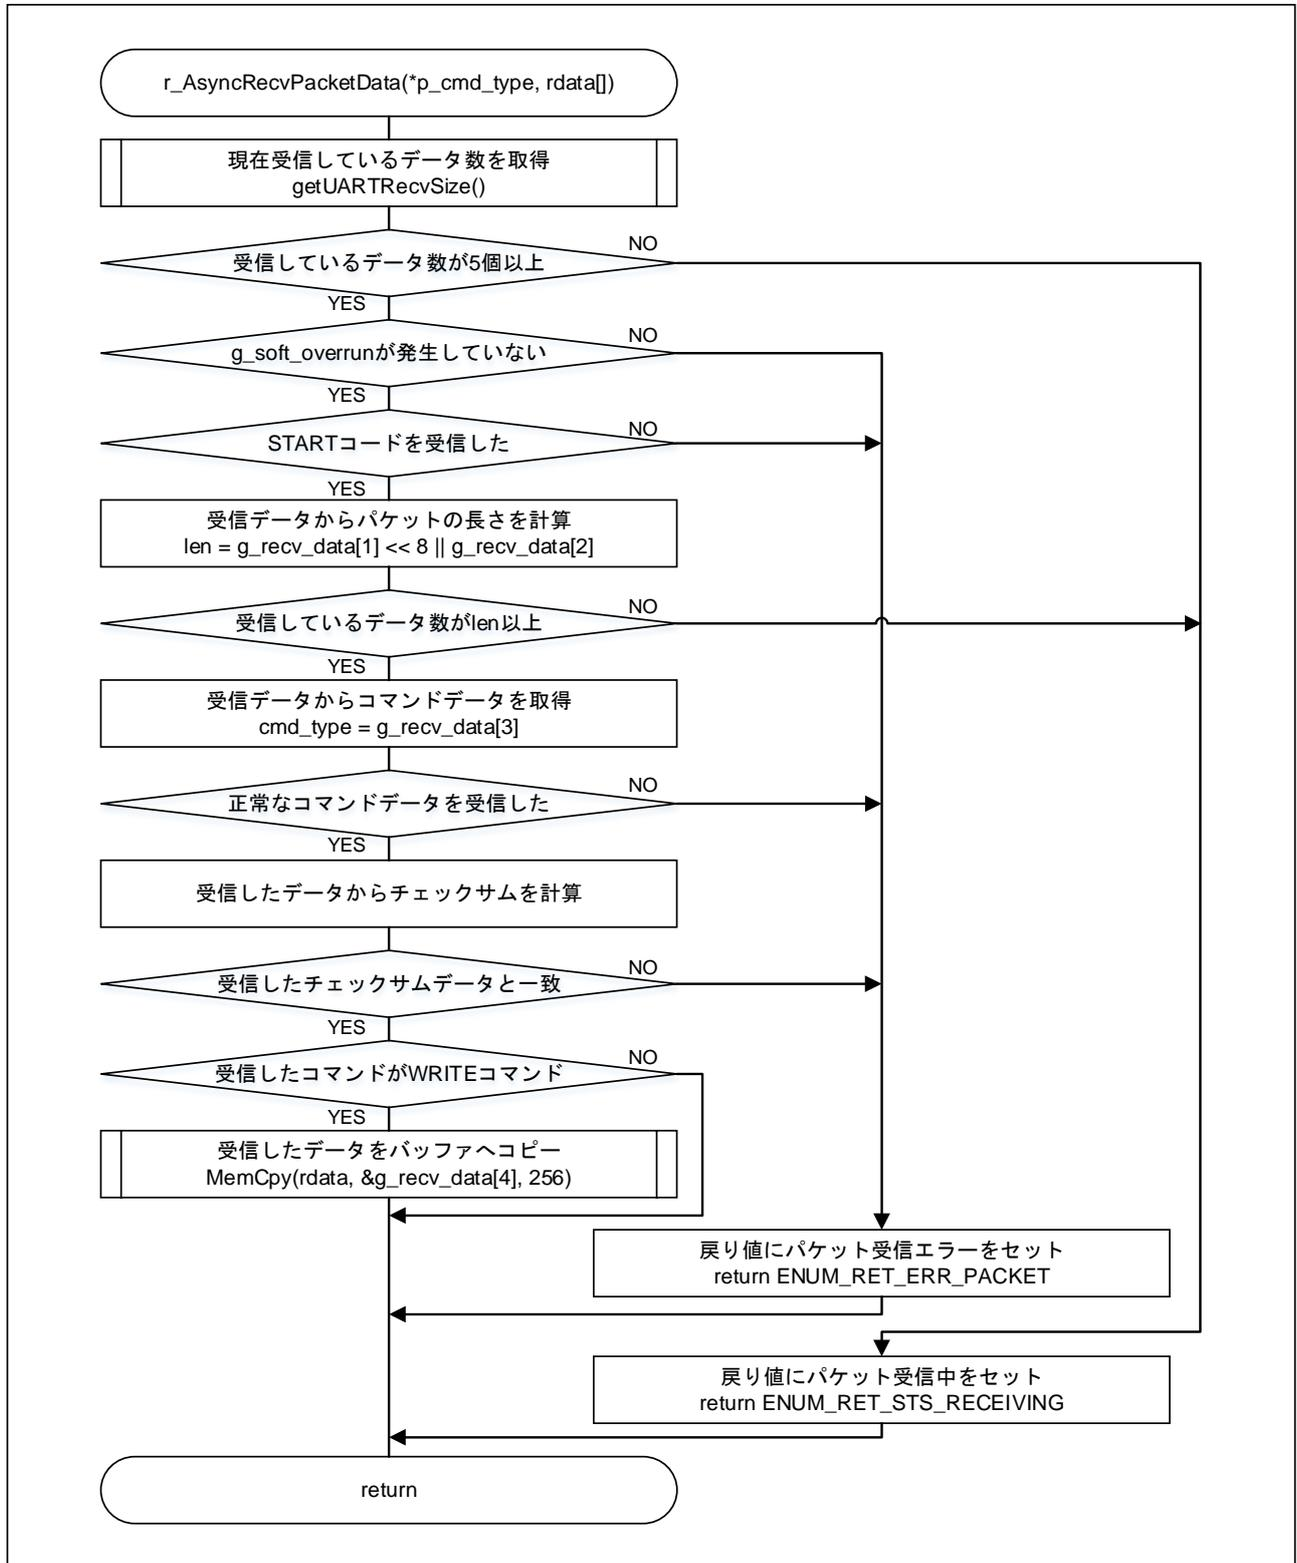 r_AsyncRecvPacketData(*p_cmd_type, rdata[])
現在受信しているデータ数を取得
getUARTRecvSize()
受信しているデータ数が5個以上
NO
YES
g_soft_overrunが発生していない
NO
YES
STARTコードを受信した
NO
YES
受信データからパケットの長さを計算
len = g_recv_data[1] << 8 || g_recv_data[2]
受信しているデータ数がlen以上
NO
YES
受信データからコマンドデータを取得
cmd_type = g_recv_data[3]
正常なコマンドデータを受信した
NO
YES
受信したデータからチェックサムを計算
受信したチェックサムデータと一致
NO
YES
受信したコマンドがWRITEコマンド
NO
YES
受信したデータをバッファへコピー
MemCpy(rdata, &g_recv_data[4], 256)
戻り値にパケット受信エラーをセット
return ENUM_RET_ERR_PACKET
戻り値にパケット受信中をセット
return ENUM_RET_STS_RECEIVING
return